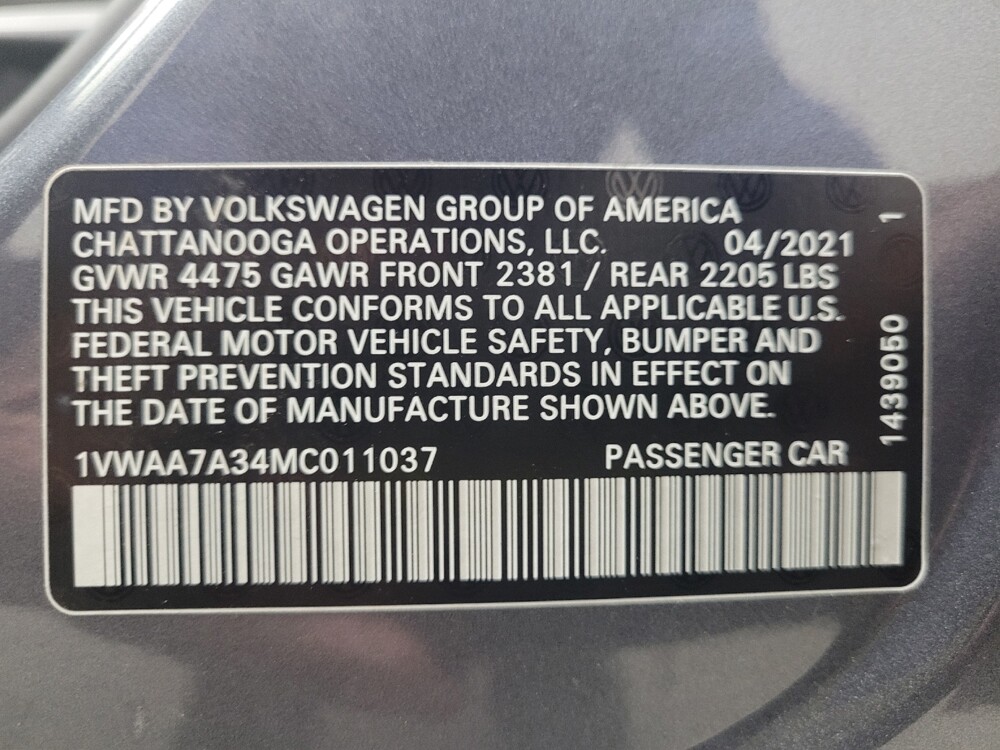 MFD BY VOLKSWAGEN GROUP OF AMERICA
CHATTANOOGA OPERATIONS, LLC. 04/2021
GVWR 4475 GAWR FRONT 2381 / REAR 2205 LBS
THIS VEHICLE CONFORMS TO ALL APPLICABLE U.S.
FEDERAL MOTOR VEHICLE SAFETY, BUMPER AND
THEFT PREVENTION STANDARDS IN EFFECT ON
THE DATE OF MANUFACTURE SHOWN ABOVE.
1VWAA7A34MC011037 PASSENGER CAR
1439050 1